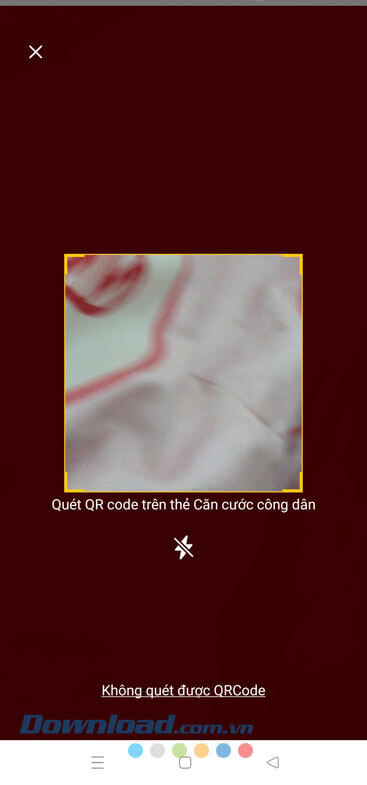 Quét QR code trên thẻ Căn cước công dân
Không quét được QRCode
Download.com.vn